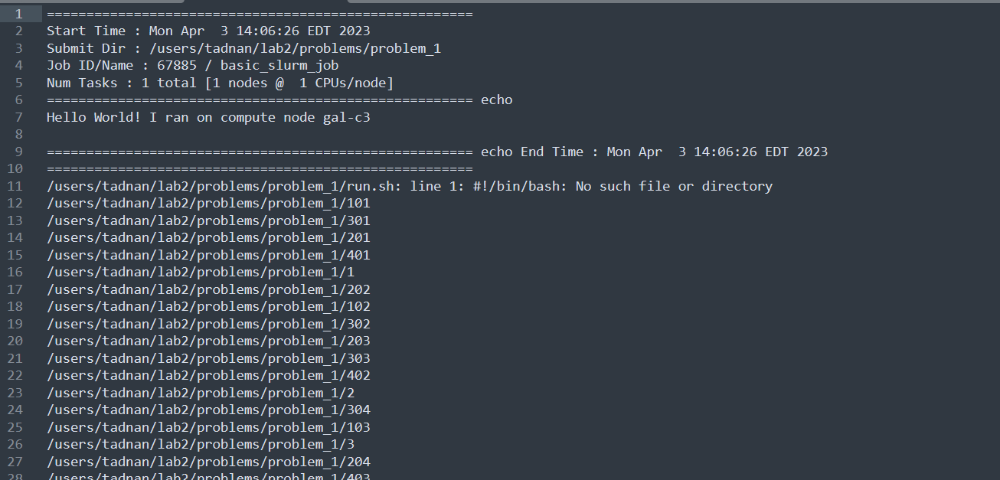 1 ======================================================
2 Start Time : Mon Apr  3 14:06:26 EDT 2023
3 Submit Dir : /users/tadnan/lab2/problems/problem_1
4 Job ID/Name : 67885 / basic_slurm_job
5 Num Tasks : 1 total [1 nodes @  1 CPUs/node]
6 ====================================================== echo
7 Hello World! I ran on compute node gal-c3
8
9 ====================================================== echo End Time : Mon Apr  3 14:06:26 EDT 2023
10 ======================================================
11 /users/tadnan/lab2/problems/problem_1/run.sh: line 1: #!/bin/bash: No such file or directory
12 /users/tadnan/lab2/problems/problem_1/101
13 /users/tadnan/lab2/problems/problem_1/301
14 /users/tadnan/lab2/problems/problem_1/201
15 /users/tadnan/lab2/problems/problem_1/401
16 /users/tadnan/lab2/problems/problem_1/1
17 /users/tadnan/lab2/problems/problem_1/202
18 /users/tadnan/lab2/problems/problem_1/102
19 /users/tadnan/lab2/problems/problem_1/302
20 /users/tadnan/lab2/problems/problem_1/203
21 /users/tadnan/lab2/problems/problem_1/303
22 /users/tadnan/lab2/problems/problem_1/402
23 /users/tadnan/lab2/problems/problem_1/2
24 /users/tadnan/lab2/problems/problem_1/304
25 /users/tadnan/lab2/problems/problem_1/103
26 /users/tadnan/lab2/problems/problem_1/3
27 /users/tadnan/lab2/problems/problem_1/204
28 /users/tadnan/lab2/problems/problem_1/403